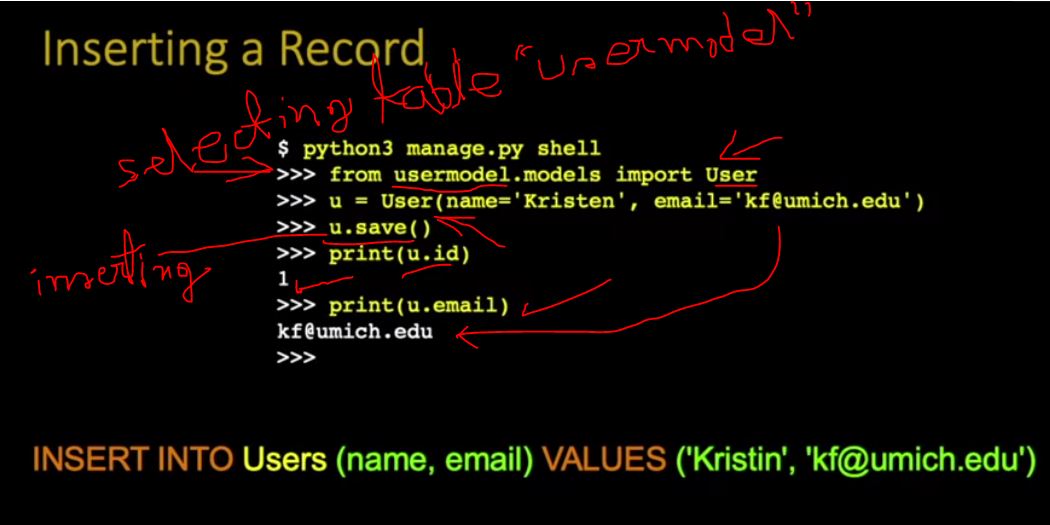 Inserting a Record
selecting table "usermodel"
$ python3 manage.py shell
>>> from usermodel.models import User
>>> u = User(name='Kristen', email='kf@umich.edu')
>>> u.save()
inserting
>>> print(u.id)
1
>>> print(u.email)
kf@umich.edu
>>>
INSERT INTO Users (name, email) VALUES ('Kristin', 'kf@umich.edu')